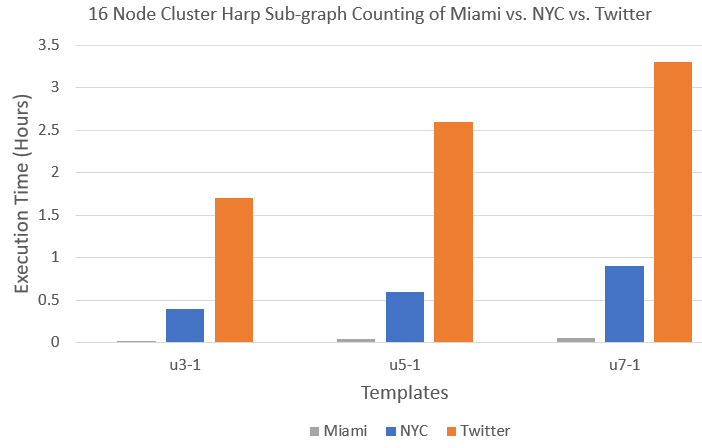 16 Node Cluster Harp Sub-graph Counting of Miami vs. NYC vs. Twitter
Execution Time (Hours)
3.5
3
2.5
2
1.5
1
0.5
0
u3-1 u5-1 u7-1
Templates
Miami NYC Twitter